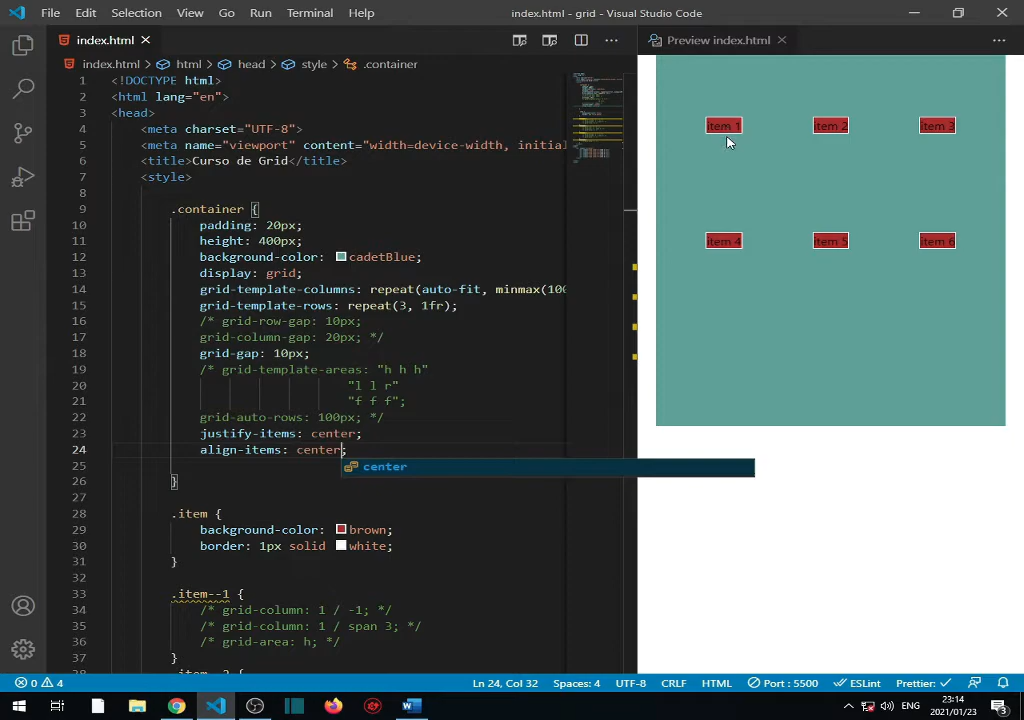 File Edit Selection View Go Run Terminal Help index.html - grid - Visual Studio Code
index.html
Preview index.html
index.html > html > head > style > .container
1 <!DOCTYPE html>
2 <html lang="en">
3 <head>
4 <meta charset="UTF-8">
5 <meta name="viewport" content="width=device-width, initial
6 <title>Curso de Grid</title>
7 <style>
8
9 .container {
10 padding: 20px;
11 height: 400px;
12 background-color: cadetBlue;
13 display: grid;
14 grid-template-columns: repeat(auto-fit, minmax(100
15 grid-template-rows: repeat(3, 1fr);
16 /* grid-row-gap: 10px;
17 grid-column-gap: 20px; */
18 grid-gap: 10px;
19 /* grid-template-areas: "h h h"
20 "l l r"
21 "f f f";
22 grid-auto-rows: 100px; */
23 justify-items: center;
24 align-items: center;
center
25
26 }
27
28 .item {
29 background-color: brown;
30 border: 1px solid white;
31 }
32
33 .item--1 {
34 /* grid-column: 1 / -1; */
35 /* grid-column: 1 / span 3; */
36 /* grid-area: h; */
37 }
38 .item--2 {
item 1 item 2 item 3
item 4 item 5 item 6
0 4 Ln 24, Col 32 Spaces: 4 UTF-8 CRLF HTML Port : 5500 ESLint Prettier:
ENG 23:14
2021/01/23
3